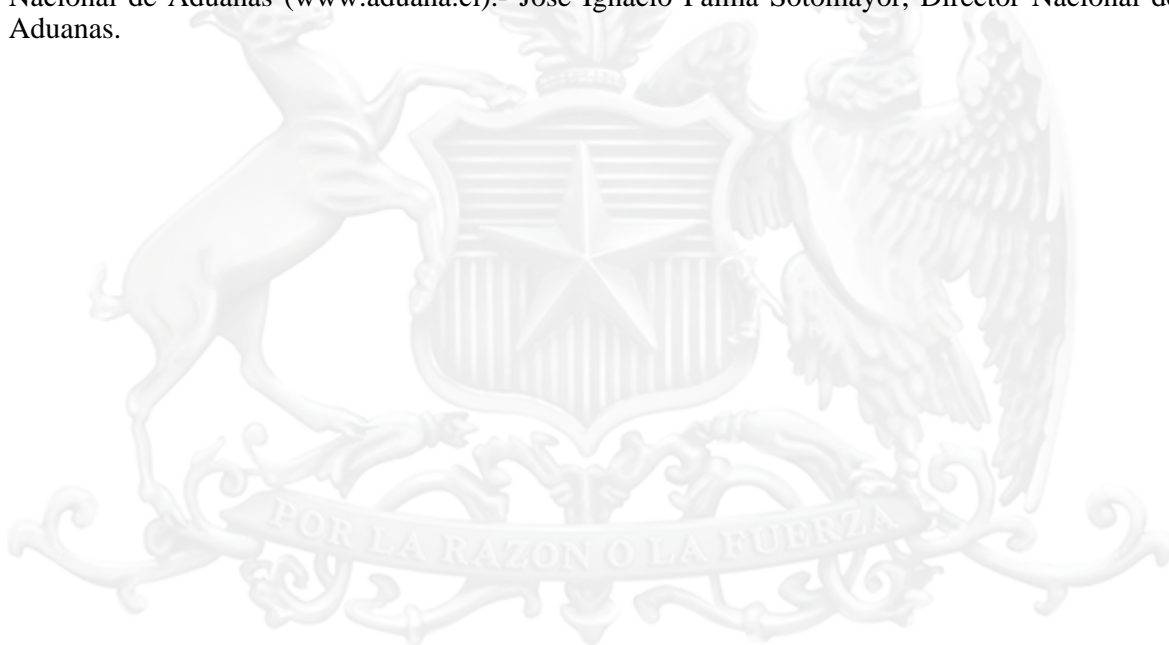 Nacional de Aduanas (www.aduana.cl).- José Ignacio Palma Sotomayor, Director Nacional de
Aduanas.
POR LA RAZON O LA FUERZA